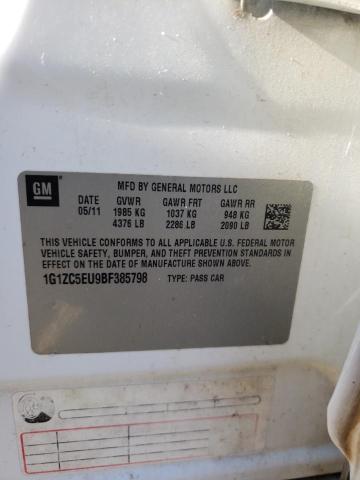 GM
MFD BY GENERAL MOTORS LLC
DATE GVWR GAWR FRT GAWR RR
05/11 1985 KG 1037 KG 948 KG
4376 LB 2286 LB 2090 LB
THIS VEHICLE CONFORMS TO ALL APPLICABLE U.S. FEDERAL MOTOR
VEHICLE SAFETY, BUMPER, AND THEFT PREVENTION STANDARDS IN
EFFECT ON THE DATE OF MANUFACTURE SHOWN ABOVE.
1G1ZC5EU9BF385798 TYPE: PASS CAR